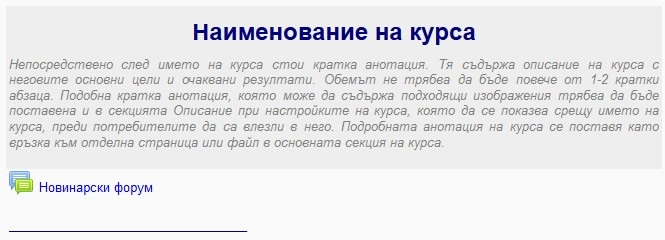 Наименование на курса
Непосредствено след името на курса стои кратка анотация. Тя съдържа описание на курса с
неговите основни цели и очаквани резултати. Обемът не трябва да бъде повече от 1-2 кратки
абзаца. Подобна кратка анотация, която може да съдържа подходящи изображения трябва да бъде
поставена и в секцията Описание при настройките на курса, която да се показва срещу името на
курса, преди потребителите да са влезли в него. Подробната анотация на курса се поставя като
връзка към отделна страница или файл в основната секция на курса.
Новинарски форум